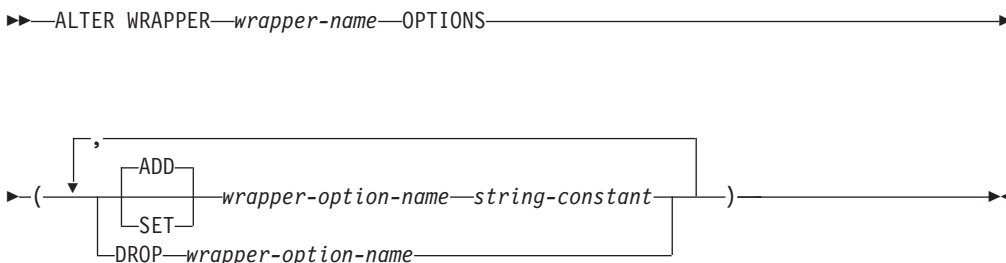 ALTER WRAPPER wrapper-name OPTIONS
,
ADD
( wrapper-option-name string-constant )
SET
DROP wrapper-option-name